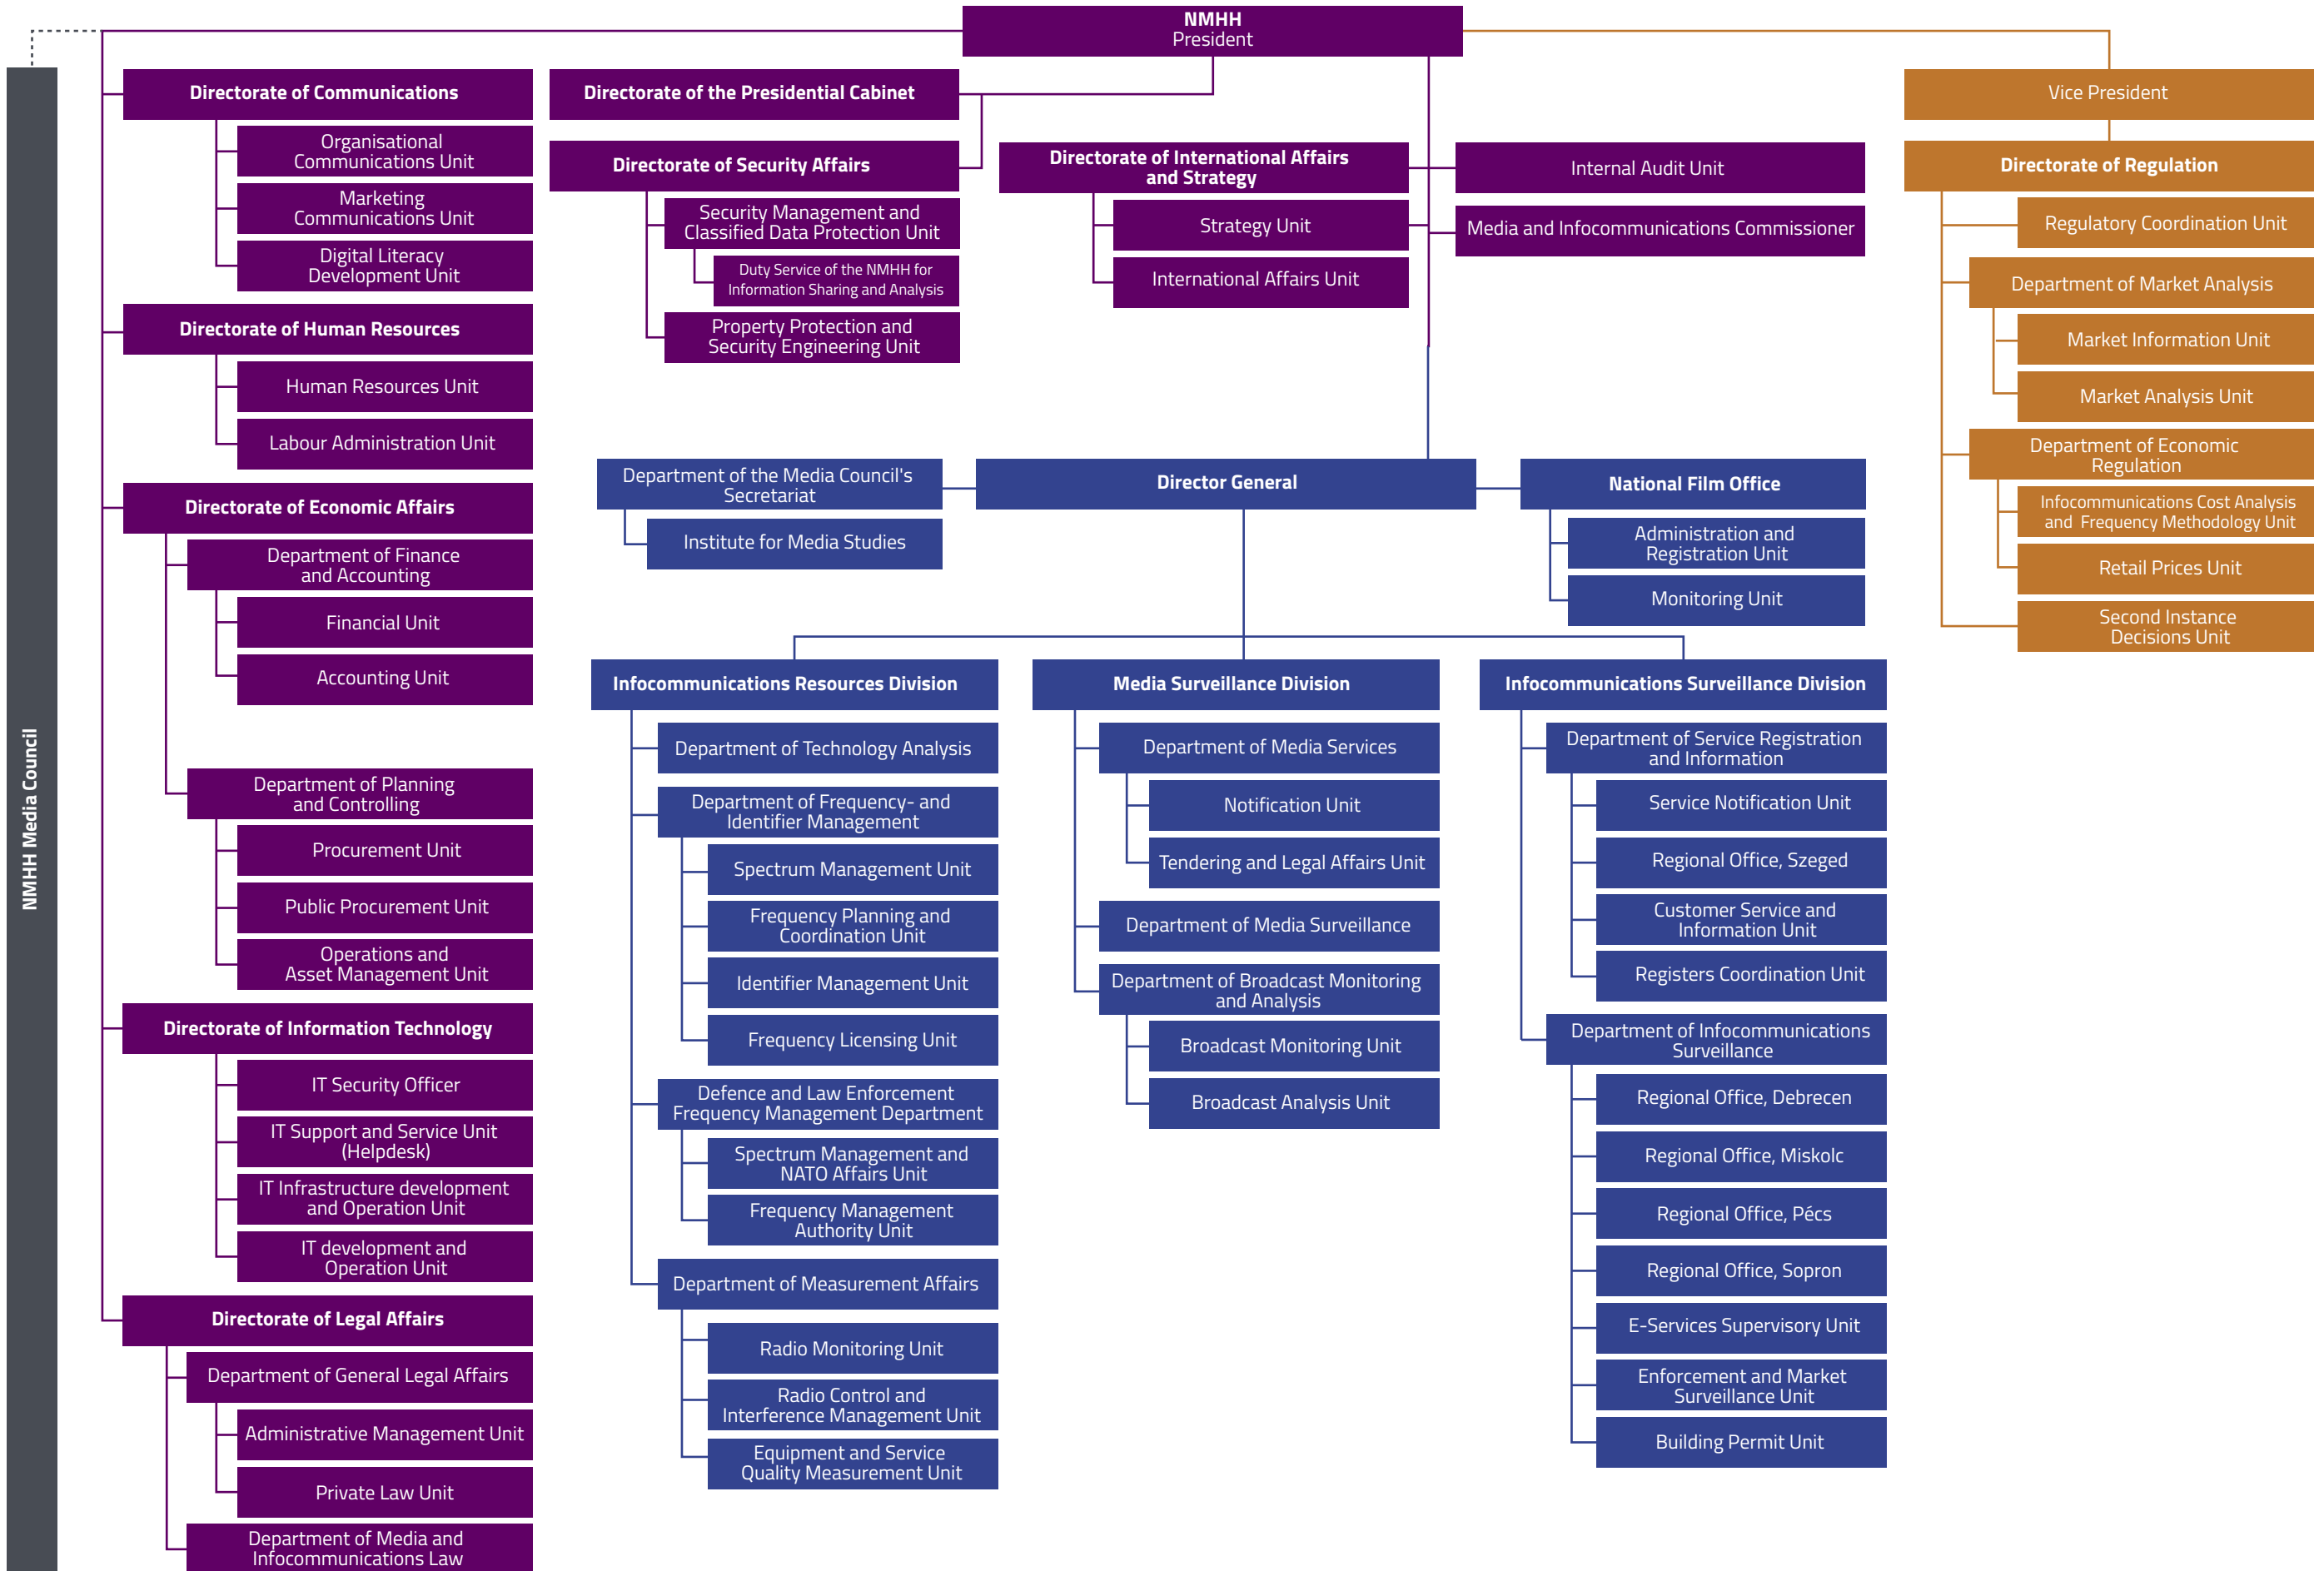 NMHH
President
NMHH Media Council
Directorate of Communications
Organisational
Communications Unit
Marketing
Communications Unit
Digital Literacy
Development Unit
Directorate of Human Resources
Human Resources Unit
Labour Administration Unit
Directorate of Economic Affairs
Department of Finance
and Accounting
Financial Unit
Accounting Unit
Department of Planning
and Controlling
Procurement Unit
Public Procurement Unit
Operations and
Asset Management Unit
Directorate of Information Technology
IT Security Officer
IT Support and Service Unit
(Helpdesk)
IT Infrastructure development
and Operation Unit
IT development and
Operation Unit
Directorate of Legal Affairs
Department of General Legal Affairs
Administrative Management Unit
Private Law Unit
Department of Media and
Infocommunications Law
Directorate of the Presidential Cabinet
Directorate of Security Affairs
Security Management and
Classified Data Protection Unit
Duty Service of the NMHH for
Information Sharing and Analysis
Property Protection and
Security Engineering Unit
Directorate of International Affairs
and Strategy
Strategy Unit
International Affairs Unit
Internal Audit Unit
Media and Infocommunications Commissioner
Department of the Media Council's
Secretariat
Institute for Media Studies
Director General
National Film Office
Administration and
Registration Unit
Monitoring Unit
Infocommunications Resources Division
Department of Technology Analysis
Department of Frequency- and
Identifier Management
Spectrum Management Unit
Frequency Planning and
Coordination Unit
Identifier Management Unit
Frequency Licensing Unit
Defence and Law Enforcement
Frequency Management Department
Spectrum Management and
NATO Affairs Unit
Frequency Management
Authority Unit
Department of Measurement Affairs
Radio Monitoring Unit
Radio Control and
Interference Management Unit
Equipment and Service
Quality Measurement Unit
Media Surveillance Division
Department of Media Services
Notification Unit
Tendering and Legal Affairs Unit
Department of Media Surveillance
Department of Broadcast Monitoring
and Analysis
Broadcast Monitoring Unit
Broadcast Analysis Unit
Infocommunications Surveillance Division
Department of Service Registration
and Information
Service Notification Unit
Regional Office, Szeged
Customer Service and
Information Unit
Registers Coordination Unit
Department of Infocommunications
Surveillance
Regional Office, Debrecen
Regional Office, Miskolc
Regional Office, Pécs
Regional Office, Sopron
E-Services Supervisory Unit
Enforcement and Market
Surveillance Unit
Building Permit Unit
Vice President
Directorate of Regulation
Regulatory Coordination Unit
Department of Market Analysis
Market Information Unit
Market Analysis Unit
Department of Economic
Regulation
Infocommunications Cost Analysis
and Frequency Methodology Unit
Retail Prices Unit
Second Instance
Decisions Unit